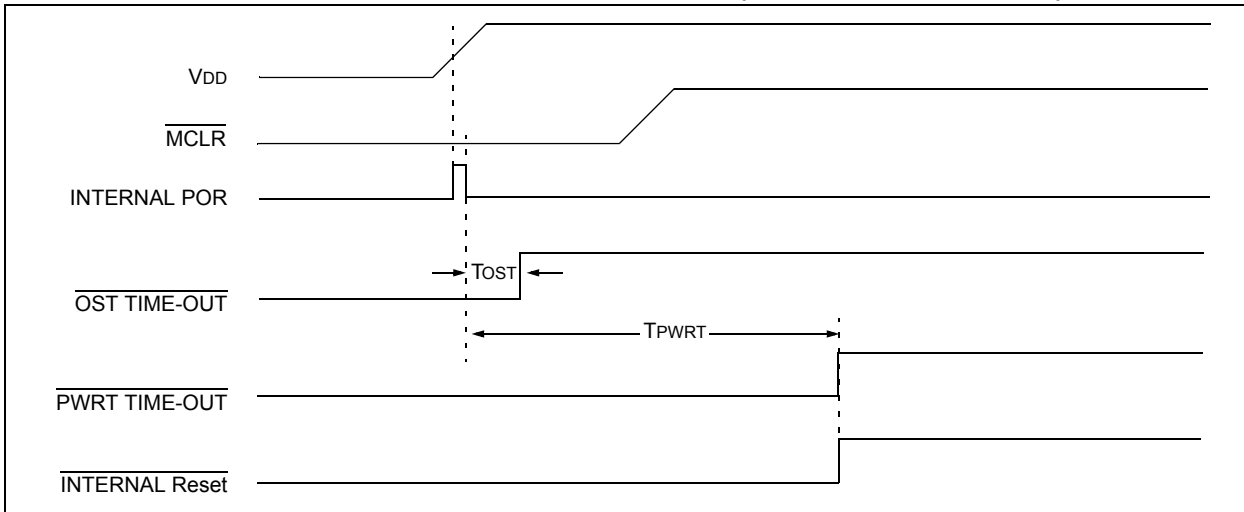 VDD
MCLR
INTERNAL POR
TOST
OST TIME-OUT
TPWRT
PWRT TIME-OUT
INTERNAL Reset